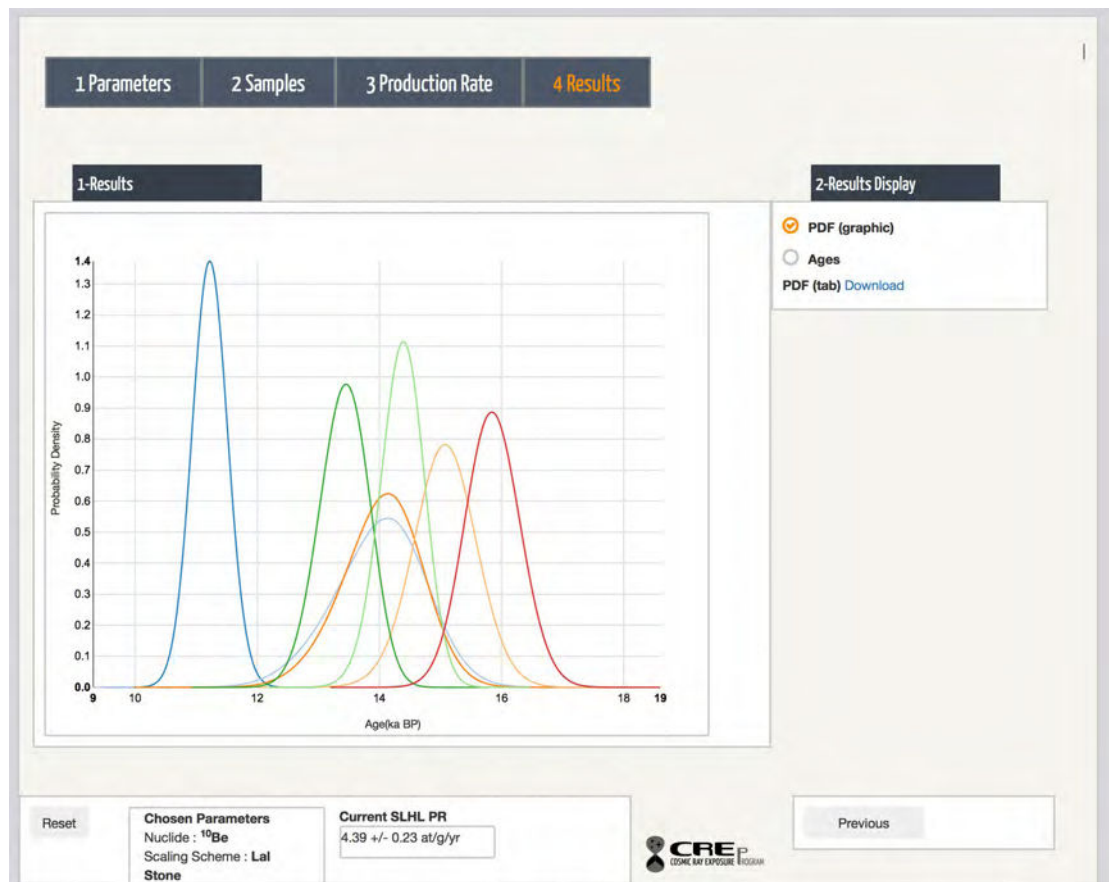 1 Parameters 2 Samples 3 Production Rate 4 Results
1-Results
2-Results Display
PDF (graphic)
Ages
PDF (tab) Download
1.4
1.3
1.2
1.1
1.0
0.9
0.8
0.7
0.6
0.5
0.4
0.3
0.2
0.1
0.0
Probability Density
9 10 12 14 16 18 19
Age(ka BP)
Reset
Chosen Parameters
Nuclide : ¹⁰Be
Scaling Scheme : Lal
Stone
Current SLHL PR
4.39 +/- 0.23 at/g/yr
CREp
COSMIC RAY EXPOSURE PROGRAM
Previous